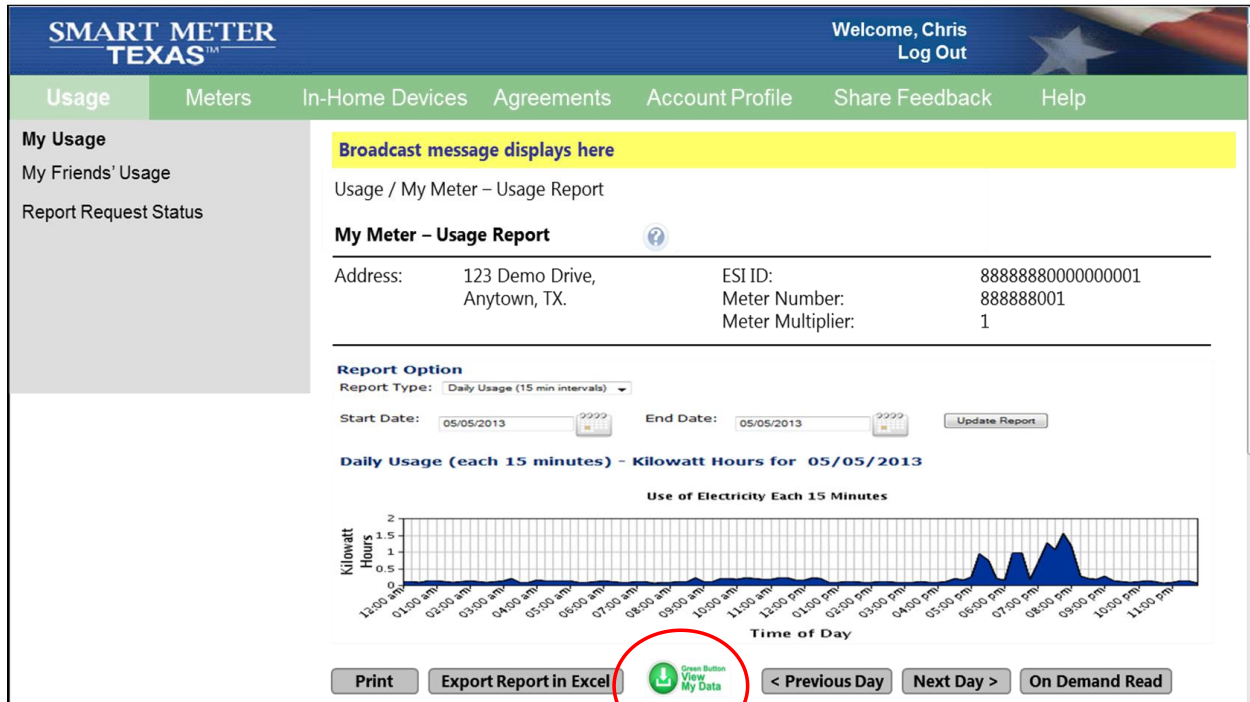 SMART METER
TEXAS™
Welcome, Chris
Log Out
Usage Meters In-Home Devices Agreements Account Profile Share Feedback Help
My Usage
My Friends' Usage
Report Request Status
Broadcast message displays here
Usage / My Meter – Usage Report
My Meter – Usage Report ?
Address: 123 Demo Drive, ESI ID: 88888880000000001
Anytown, TX. Meter Number: 888888001
Meter Multiplier: 1
Report Option
Report Type: Daily Usage (15 min intervals)
Start Date: 05/05/2013 End Date: 05/05/2013 Update Report
Daily Usage (each 15 minutes) - Kilowatt Hours for 05/05/2013
Use of Electricity Each 15 Minutes
Kilowatt
Hours
2
1.5
1
0.5
0
12:00 am 01:00 am 02:00 am 03:00 am 04:00 am 05:00 am 06:00 am 07:00 am 08:00 am 09:00 am 10:00 am 11:00 am 12:00 pm 01:00 pm 02:00 pm 03:00 pm 04:00 pm 05:00 pm 06:00 pm 07:00 pm 08:00 pm 09:00 pm 10:00 pm 11:00 pm
Time of Day
Print Export Report in Excel Green Button < Previous Day Next Day > On Demand Read
View
My Data